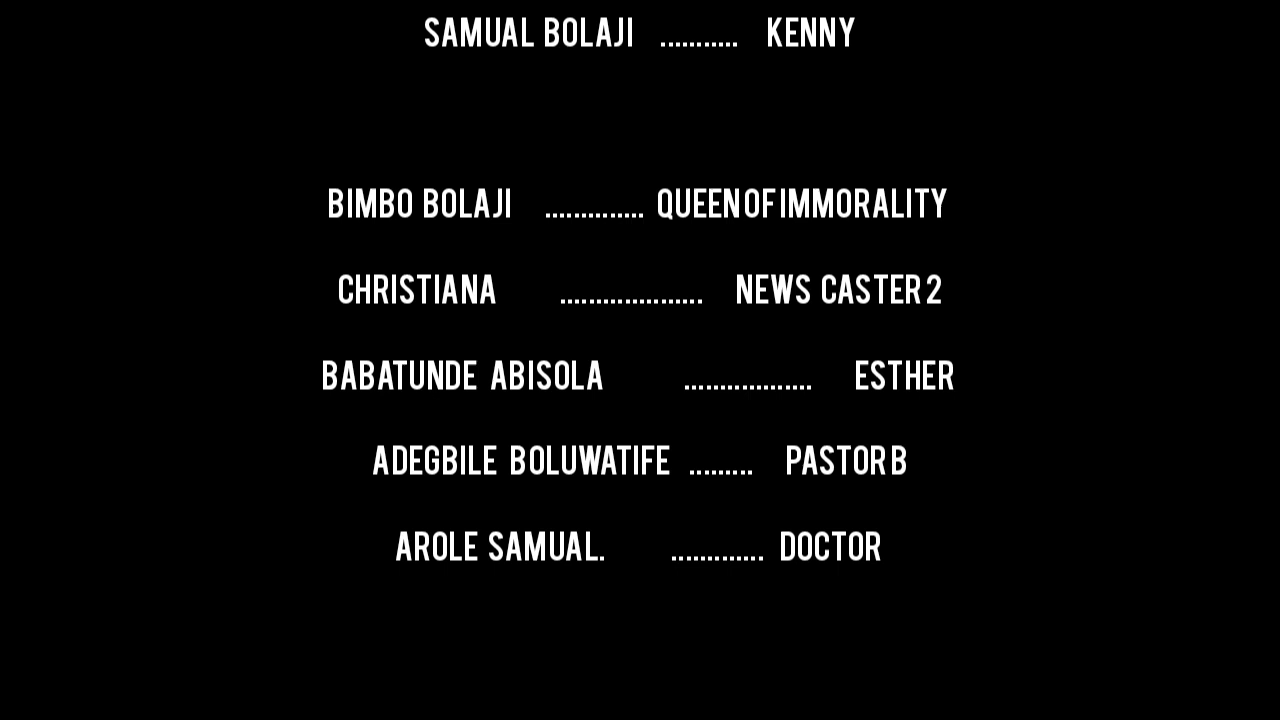 SAMUAL BOLAJI ........... KENNY
BIMBO BOLAJI .............. QUEEN OF IMMORALITY
CHRISTIANA .................... NEWS CASTER 2
BABATUNDE ABISOLA .................. ESTHER
ADEGBILE BOLUWATIFE ......... PASTOR B
AROLE SAMUAL. ............. DOCTOR